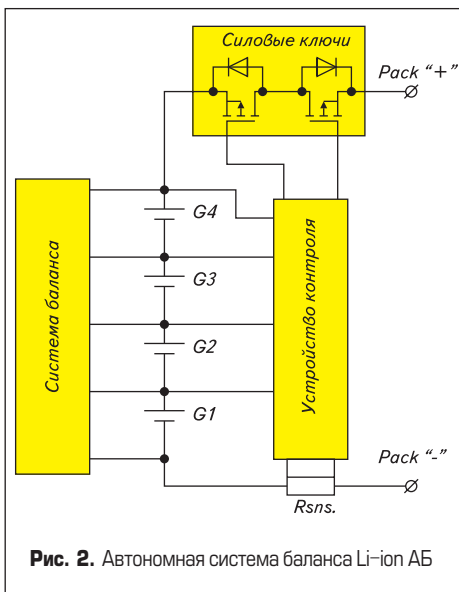 Силовые ключи
Pack “+”
G4
G3
G2
G1
Система баланса
Устройство контроля
Pack “-”
Rsns.
Рис. 2. Автономная система баланса Li–ion АБ